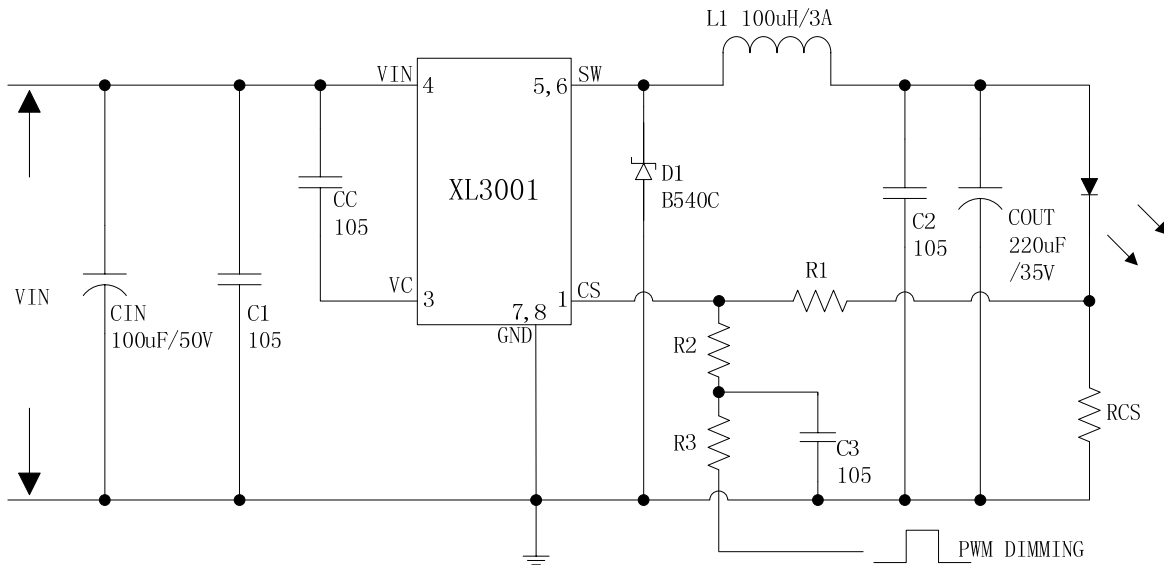 L1 100uH/3A
VIN
4
5,6
SW
XL3001
CC
105
D1
B540C
C2
105
COUT
220uF
/35V
VIN
CIN
100uF/50V
C1
105
VC
3
1
CS
7,8
GND
R1
R2
R3
C3
105
RCS
PWM DIMMING